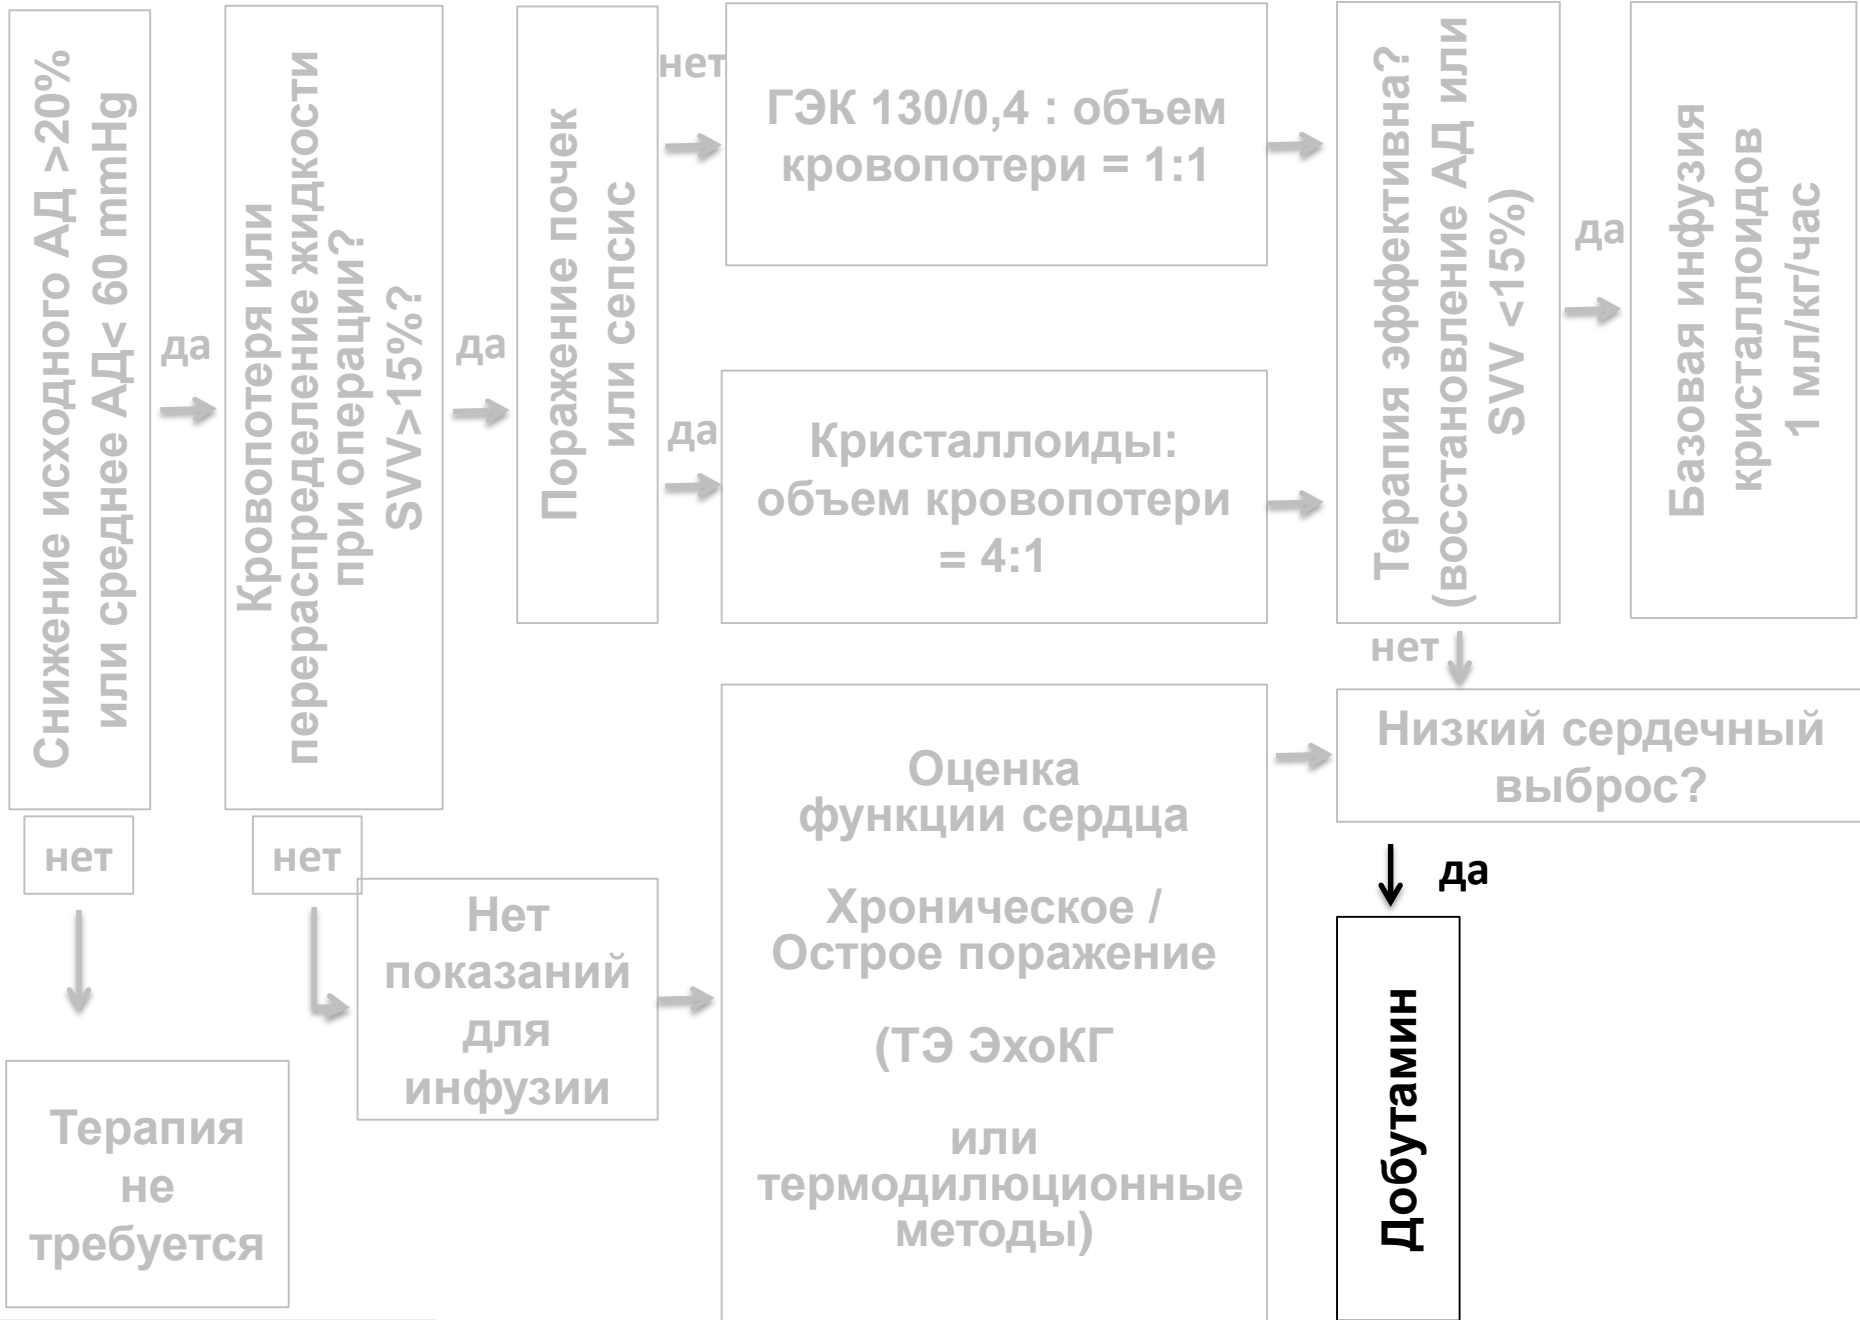 Снижение исходного АД >20%
или среднее АД< 60 mmHg
да
Кровопотеря или
перераспределение жидкости
при операции?
SVV>15%?
да
Поражение почек
или сепсис
нет
ГЭК 130/0,4 : объем
кровопотери = 1:1
да
Кристаллоиды:
объем кровопотери
= 4:1
Терапия эффективна?
(восстановление АД или
SVV <15%)
да
Базовая инфузия
кристаллоидов
1 мл/кг/час
нет
Низкий сердечный
выброс?
да
Добутамин
нет
Терапия
не
требуется
нет
Нет
показаний
для
инфузии
Оценка
функции сердца
Хроническое /
Острое поражение
(ТЭ ЭхоКГ
или
термодилюционные
методы)